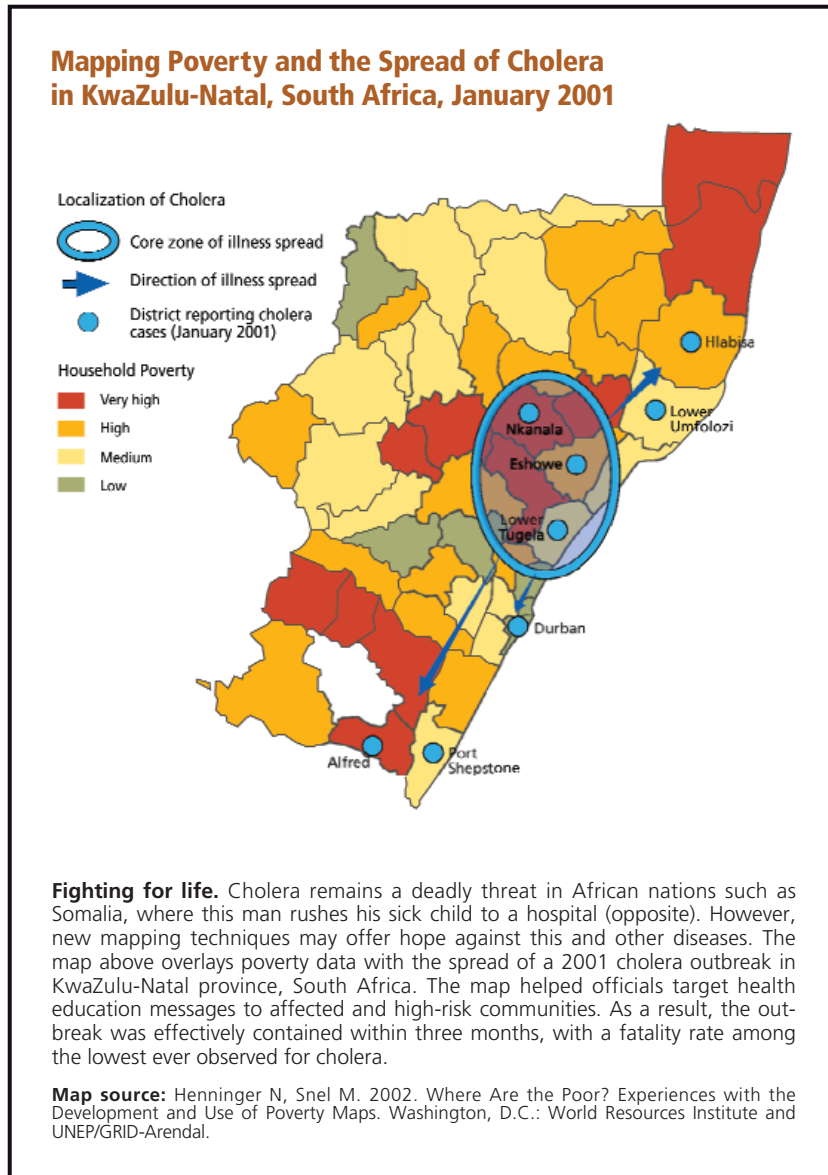 Mapping Poverty and the Spread of Cholera
in KwaZulu-Natal, South Africa, January 2001
Localization of Cholera
Core zone of illness spread
Direction of illness spread
District reporting cholera
cases (January 2001)
Household Poverty
Very high
High
Medium
Low
Hlabisa
Lower
Umfolozi
Nkanala
Eshowe
Lower
Tugela
Durban
Alfred
Port
Shepstone
Fighting for life. Cholera remains a deadly threat in African nations such as
Somalia, where this man rushes his sick child to a hospital (opposite). However,
new mapping techniques may offer hope against this and other diseases. The
map above overlays poverty data with the spread of a 2001 cholera outbreak in
KwaZulu-Natal province, South Africa. The map helped officials target health
education messages to affected and high-risk communities. As a result, the out-
break was effectively contained within three months, with a fatality rate among
the lowest ever observed for cholera.
Map source: Henninger N, Snel M. 2002. Where Are the Poor? Experiences with the
Development and Use of Poverty Maps. Washington, D.C.: World Resources Institute and
UNEP/GRID-Arendal.